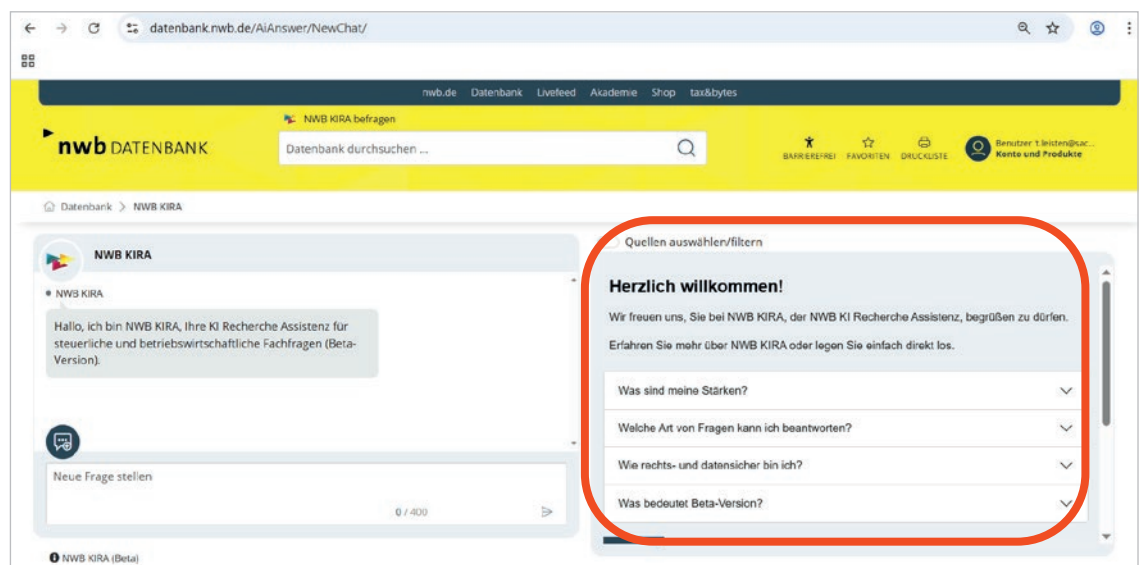 datenbank.nwb.de/AiAnswer/NewChat/
nwb.de Datenbank Livefeed Akademie Shop tax&bytes
NWB KIRA befragen
nwb DATENBANK
Datenbank durchsuchen ...
BARRIEREFREI FAVORITEN DRUCKLISTE
Benutzer t.leisten@sac...
Konto und Produkte
Datenbank > NWB KIRA
NWB KIRA
NWB KIRA
Hallo, ich bin NWB KIRA, Ihre KI Recherche Assistenz für
steuerliche und betriebswirtschaftliche Fachfragen (Beta-
Version).
Neue Frage stellen
0 / 400
NWB KIRA (Beta)
Quellen auswählen/filtern
Herzlich willkommen!
Wir freuen uns, Sie bei NWB KIRA, der NWB KI Recherche Assistenz, begrüßen zu dürfen.
Erfahren Sie mehr über NWB KIRA oder legen Sie einfach direkt los.
Was sind meine Stärken?
Welche Art von Fragen kann ich beantworten?
Wie rechts- und datensicher bin ich?
Was bedeutet Beta-Version?